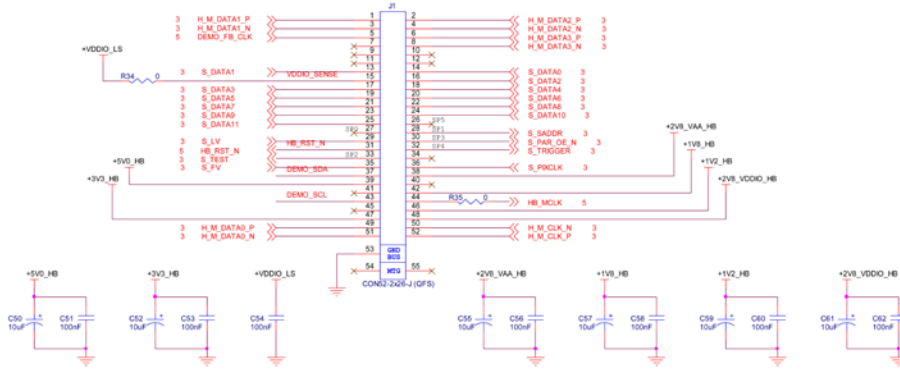 J1
3 H_M_DATA1_P 1 2 H_M_DATA2_P 3
3 H_M_DATA1_N 3 4 H_M_DATA2_N 3
5 DEMO_FB_CLK 5 6 H_M_DATA3_P 3
7 8 H_M_DATA3_N 3
9 10
+VDDIO_LS
11 12
3 S_DATA1 13 14 S_DATA0 3
R34 0 VDDIO_SENSE 15 16 S_DATA2 3
3 S_DATA3 17 18 S_DATA4 3
3 S_DATA5 19 20 S_DATA6 3
3 S_DATA7 21 22 S_DATA8 3
3 S_DATA9 23 24 S_DATA10 3
3 S_DATA11 25 26 SP5
27 28 SP1 S_SADDR 3
3 S_LV HB_RST_N 29 30 SP3 S_PAR_OE_N 3
5 HB_RST_N 31 32 SP4 S_TRIGGER 3
3 S_TEST SP2 33 34
3 S_FV 35 36 S_PIXCLK 3
DEMO_SDA 37 38
39 40
41 42
DEMO_SCL 43 44 R35 0 HB_MCLK 5
45 46
47 48
3 H_M_DATA0_P 49 50 H_M_CLK_N 3
3 H_M_DATA0_N 51 52 H_M_CLK_P 3
+5V0_HB
+3V3_HB
+2V8_VAA_HB
+1V8_HB
+1V2_HB
+2V8_VDDIO_HB
53 GND
BUS
54 MTG 55
CON52-2x26-J (QFS)
+5V0_HB +3V3_HB +VDDIO_LS +2V8_VAA_HB +1V8_HB +1V2_HB +2V8_VDDIO_HB
C50 C51 C52 C53 C54 C55 C56 C57 C58 C59 C60 C61 C62
10uF 100nF 10uF 100nF 100nF 10uF 100nF 10uF 100nF 10uF 100nF 10uF 100nF